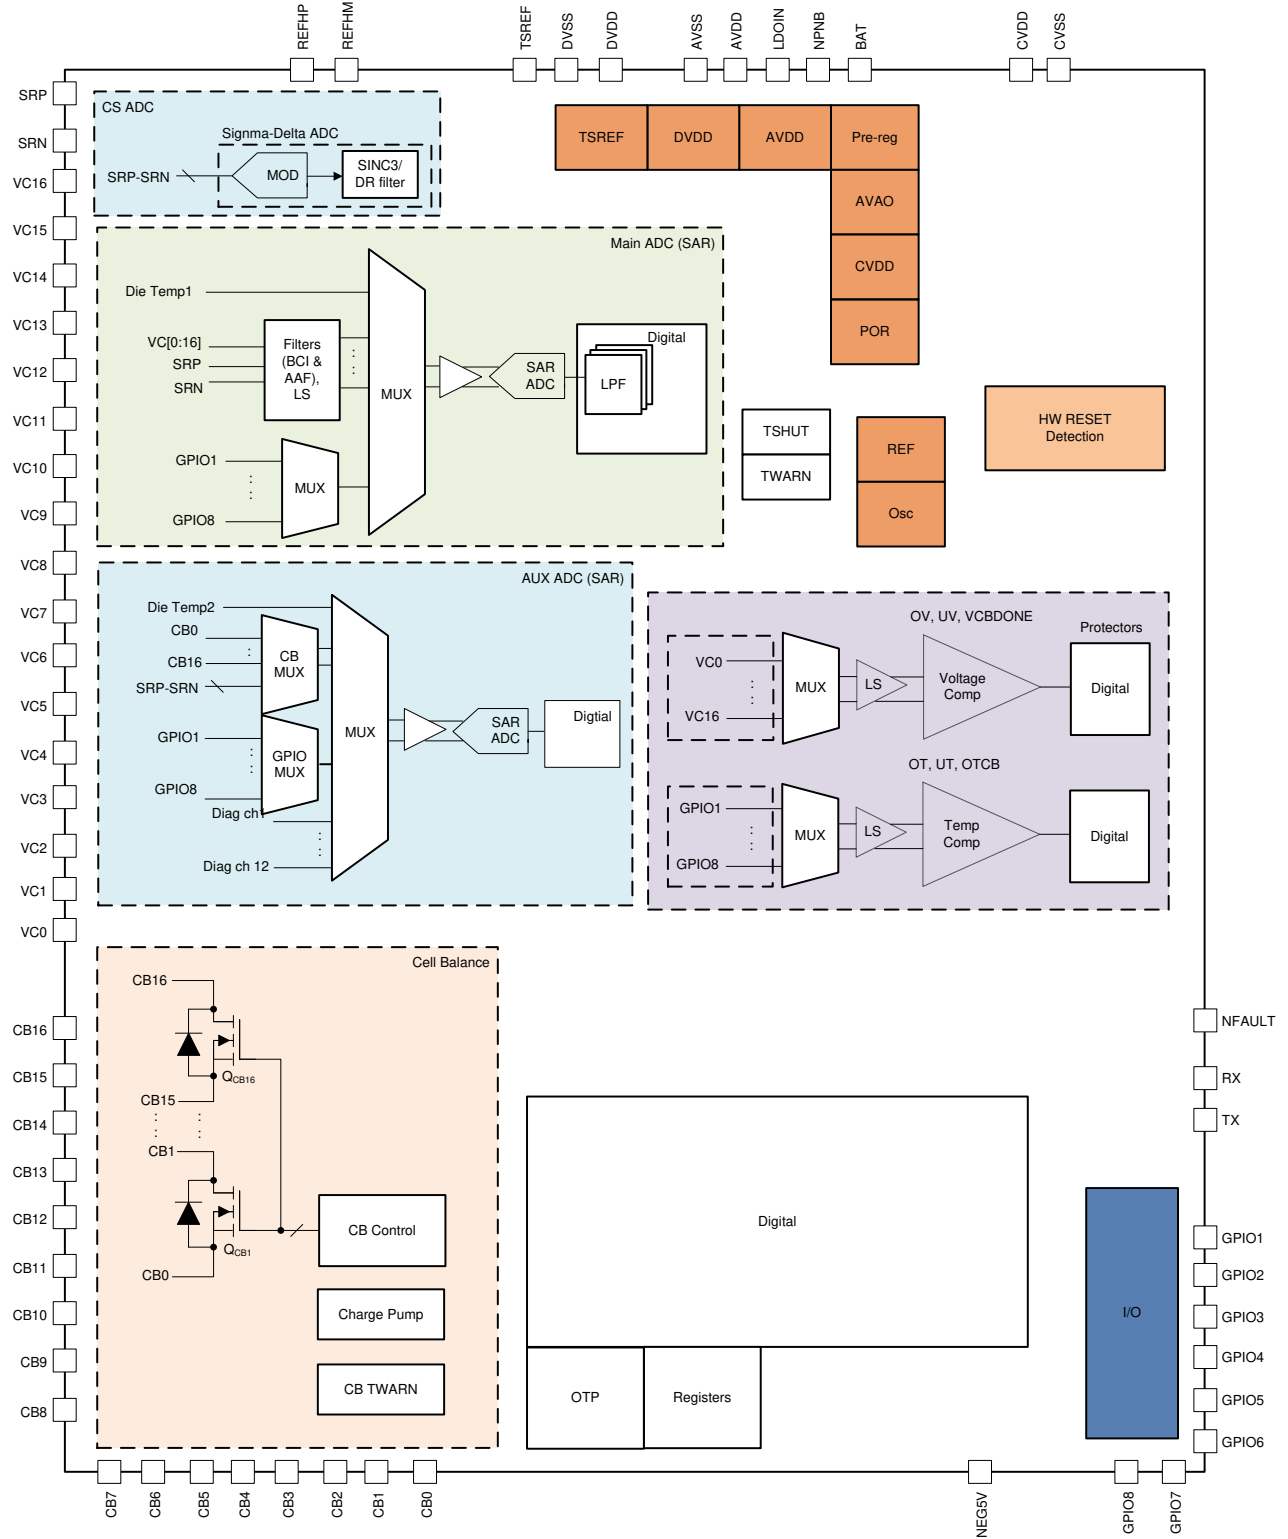 REFHP
REFHM
TSREF
DVSS
DVDD
AVSS
AVDD
LDOIN
NPNB
BAT
CVDD
CVSS
SRP
SRN
VC16
VC15
VC14
VC13
VC12
VC11
VC10
VC9
VC8
VC7
VC6
VC5
VC4
VC3
VC2
VC1
VC0
CB16
CB15
CB14
CB13
CB12
CB11
CB10
CB9
CB8
CS ADC
Signma-Delta ADC
SRP-SRN
MOD
SINC3/
DR filter
TSREF
DVDD
AVDD
Pre-reg
AVAO
CVDD
POR
Main ADC (SAR)
Die Temp1
VC[0:16]
SRP
SRN
Filters
(BCI &
AAF),
LS
MUX
SAR
ADC
Digital
LPF
GPIO1
GPIO8
MUX
TSHUT
TWARN
REF
Osc
HW RESET
Detection
AUX ADC (SAR)
Die Temp2
CB0
CB16
SRP-SRN
CB
MUX
GPIO1
GPIO8
GPIO
MUX
Diag ch1
Diag ch 12
MUX
SAR
ADC
Digtial
OV, UV, VCBDONE
Protectors
VC0
VC16
MUX
LS
Voltage
Comp
Digital
OT, UT, OTCB
GPIO1
GPIO8
MUX
LS
Temp
Comp
Digital
Cell Balance
CB16
QCB16
CB15
CB1
QCB1
CB0
CB Control
Charge Pump
CB TWARN
Digital
OTP
Registers
I/O
NFAULT
RX
TX
GPIO1
GPIO2
GPIO3
GPIO4
GPIO5
GPIO6
CB7
CB6
CB5
CB4
CB3
CB2
CB1
CB0
NEG5V
GPIO8
GPIO7